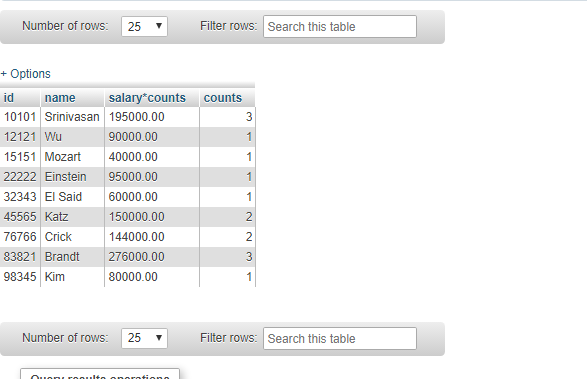 Number of rows: 25 Filter rows: Search this table
+ Options
id name salary*counts counts
10101 Srinivasan 195000.00 3
12121 Wu 90000.00 1
15151 Mozart 40000.00 1
22222 Einstein 95000.00 1
32343 El Said 60000.00 1
45565 Katz 150000.00 2
76766 Crick 144000.00 2
83821 Brandt 276000.00 3
98345 Kim 80000.00 1
Number of rows: 25 Filter rows: Search this table
Query results operations